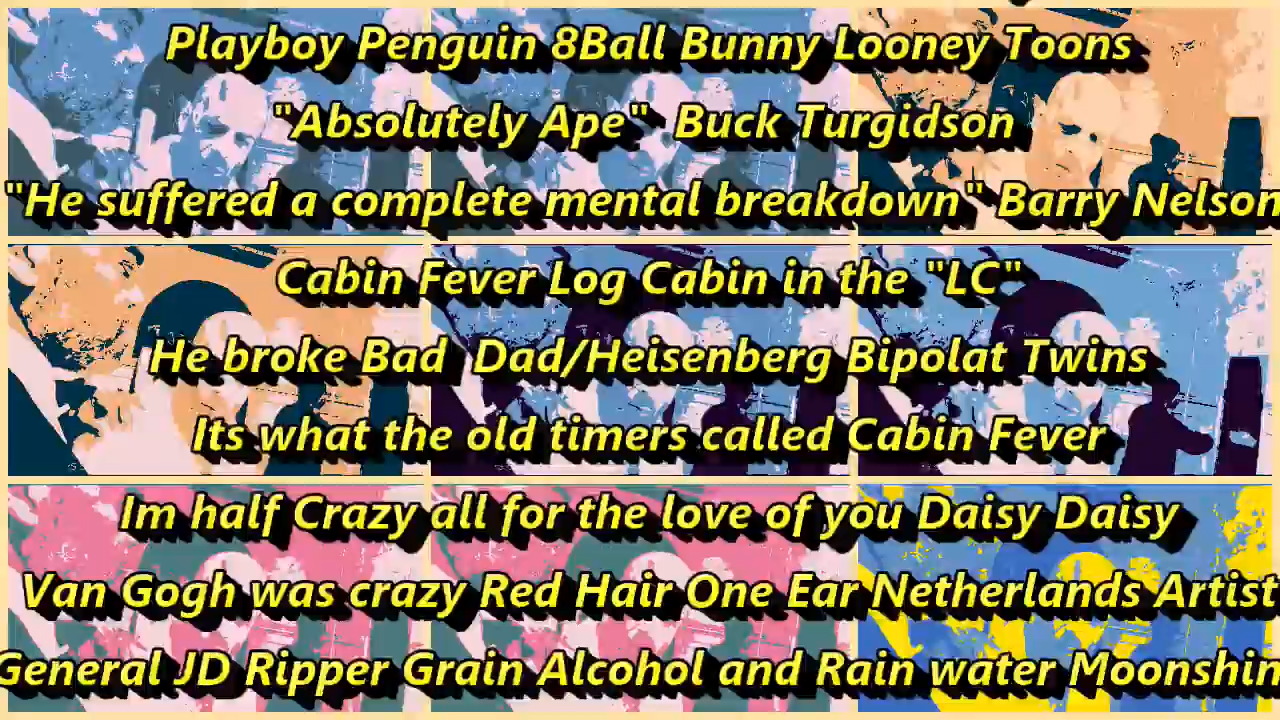 Playboy Penguin 8Ball Bunny Looney Toons
"Absolutely Ape" Buck Turgidson
"He suffered a complete mental breakdown" Barry Nelson
Cabin Fever Log Cabin in the "LC"
He broke Bad Dad/Heisenberg Bipolat Twins
Its what the old timers called Cabin Fever
Im half Crazy all for the love of you Daisy Daisy
Van Gogh was crazy Red Hair One Ear Netherlands Artist
General JD Ripper Grain Alcohol and Rain water Moonshin